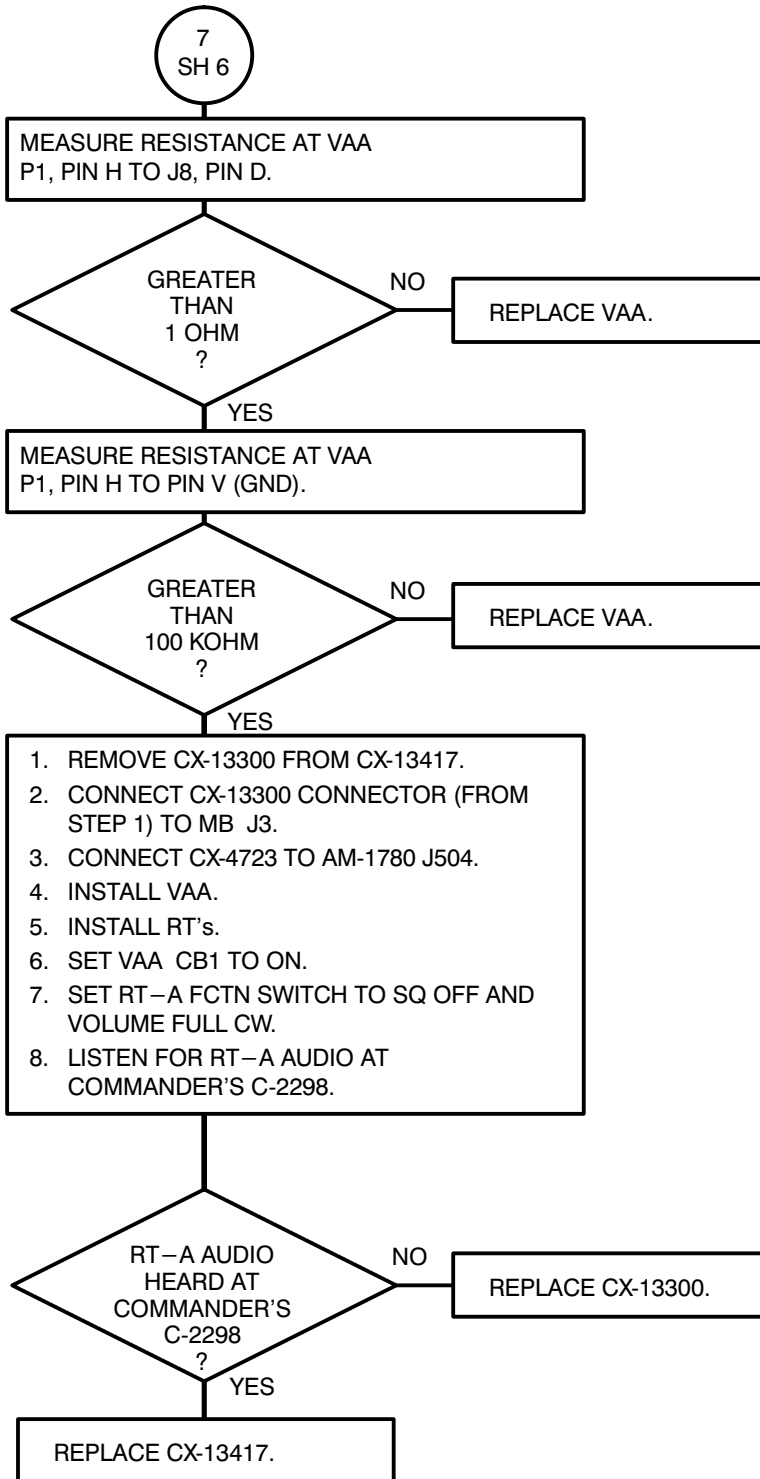 7
SH 6
MEASURE RESISTANCE AT VAA
P1, PIN H TO J8, PIN D.
GREATER
THAN
1 OHM
?
NO
REPLACE VAA.
YES
MEASURE RESISTANCE AT VAA
P1, PIN H TO PIN V (GND).
GREATER
THAN
100 KOHM
?
NO
REPLACE VAA.
YES
1. REMOVE CX-13300 FROM CX-13417.
2. CONNECT CX-13300 CONNECTOR (FROM
STEP 1) TO MB J3.
3. CONNECT CX-4723 TO AM-1780 J504.
4. INSTALL VAA.
5. INSTALL RT's.
6. SET VAA CB1 TO ON.
7. SET RT−A FCTN SWITCH TO SQ OFF AND
VOLUME FULL CW.
8. LISTEN FOR RT−A AUDIO AT
COMMANDER'S C-2298.
RT−A AUDIO
HEARD AT
COMMANDER'S
C-2298
?
NO
REPLACE CX-13300.
YES
REPLACE CX-13417.